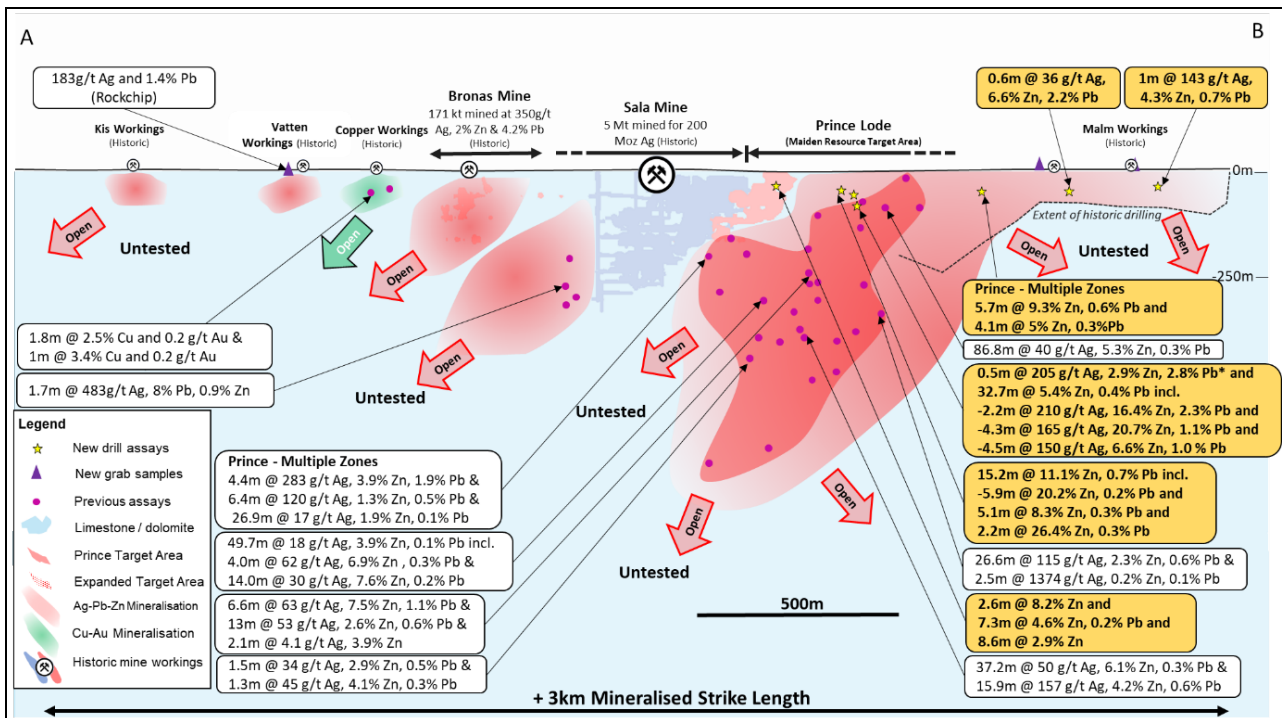 A
B
183g/t Ag and 1.4% Pb
(Rockchip)
Kis Workings
(Historic)
Vatten
Workings (Historic)
Copper Workings
(Historic)
Bronas Mine
171 kt mined at 350g/t
Ag, 2% Zn & 4.2% Pb
(Historic)
Sala Mine
5 Mt mined for 200
Moz Ag (Historic)
Prince Lode
(Maiden Resource Target Area)
0.6m @ 36 g/t Ag,
6.6% Zn, 2.2% Pb
1m @ 143 g/t Ag,
4.3% Zn, 0.7% Pb
Malm Workings
(Historic)
0m
Extent of historic drilling
-250m
Open
Untested
Open
Open
Open
Untested
Open
Untested
Open
Untested
Open
Open
Open
Untested
1.8m @ 2.5% Cu and 0.2 g/t Au &
1m @ 3.4% Cu and 0.2 g/t Au
1.7m @ 483g/t Ag, 8% Pb, 0.9% Zn
Legend
New drill assays
New grab samples
Previous assays
Limestone / dolomite
Prince Target Area
Expanded Target Area
Ag-Pb-Zn Mineralisation
Cu-Au Mineralisation
Historic mine workings
Prince - Multiple Zones
4.4m @ 283 g/t Ag, 3.9% Zn, 1.9% Pb &
6.4m @ 120 g/t Ag, 1.3% Zn, 0.5% Pb &
26.9m @ 17 g/t Ag, 1.9% Zn, 0.1% Pb
49.7m @ 18 g/t Ag, 3.9% Zn, 0.1% Pb incl.
4.0m @ 62 g/t Ag, 6.9% Zn , 0.3% Pb &
14.0m @ 30 g/t Ag, 7.6% Zn, 0.2% Pb
6.6m @ 63 g/t Ag, 7.5% Zn, 1.1% Pb &
13m @ 53 g/t Ag, 2.6% Zn, 0.6% Pb &
2.1m @ 4.1 g/t Ag, 3.9% Zn
1.5m @ 34 g/t Ag, 2.9% Zn, 0.5% Pb &
1.3m @ 45 g/t Ag, 4.1% Zn, 0.3% Pb
Prince - Multiple Zones
5.7m @ 9.3% Zn, 0.6% Pb and
4.1m @ 5% Zn, 0.3%Pb
86.8m @ 40 g/t Ag, 5.3% Zn, 0.3% Pb
0.5m @ 205 g/t Ag, 2.9% Zn, 2.8% Pb* and
32.7m @ 5.4% Zn, 0.4% Pb incl.
-2.2m @ 210 g/t Ag, 16.4% Zn, 2.3% Pb and
-4.3m @ 165 g/t Ag, 20.7% Zn, 1.1% Pb and
-4.5m @ 150 g/t Ag, 6.6% Zn, 1.0 % Pb
15.2m @ 11.1% Zn, 0.7% Pb incl.
-5.9m @ 20.2% Zn, 0.2% Pb and
5.1m @ 8.3% Zn, 0.3% Pb and
2.2m @ 26.4% Zn, 0.3% Pb
26.6m @ 115 g/t Ag, 2.3% Zn, 0.6% Pb &
2.5m @ 1374 g/t Ag, 0.2% Zn, 0.1% Pb
2.6m @ 8.2% Zn and
7.3m @ 4.6% Zn, 0.2% Pb and
8.6m @ 2.9% Zn
37.2m @ 50 g/t Ag, 6.1% Zn, 0.3% Pb &
15.9m @ 157 g/t Ag, 4.2% Zn, 0.6% Pb
500m
+ 3km Mineralised Strike Length